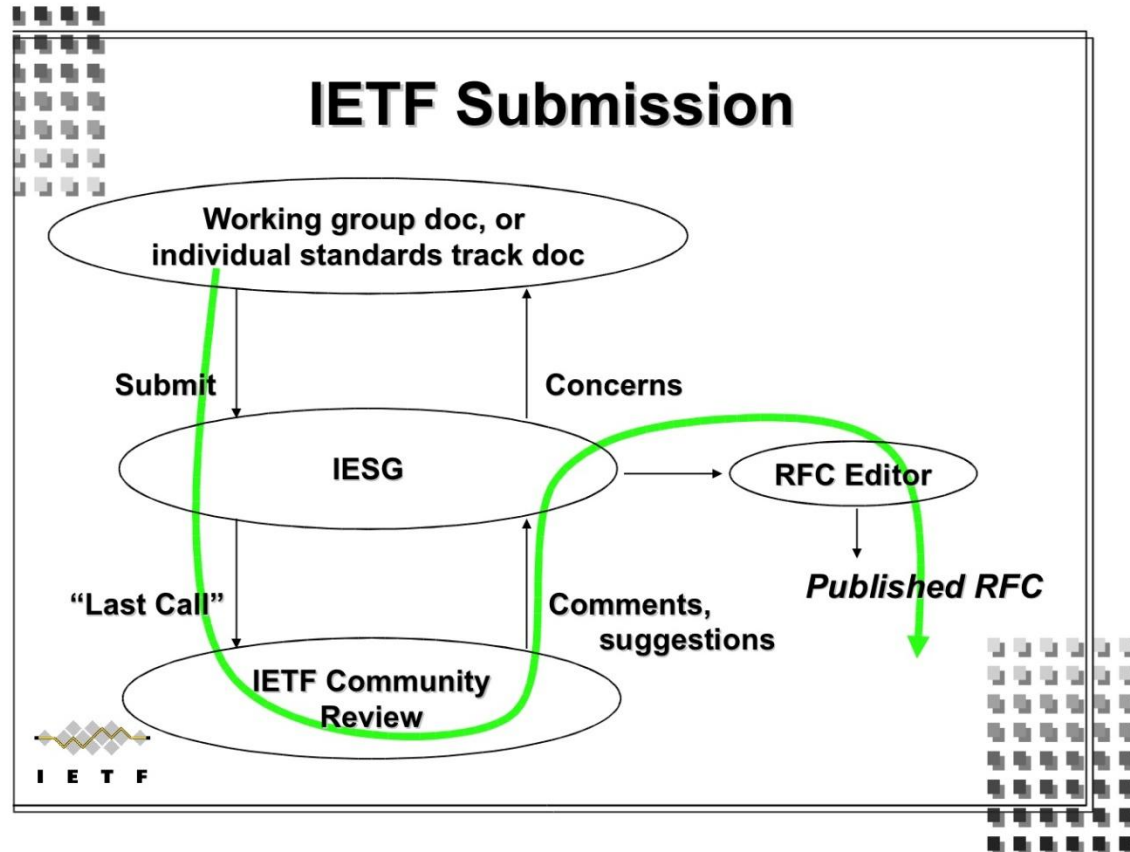 IETF Submission
Working group doc, or
individual standards track doc
Submit
Concerns
IESG
RFC Editor
Published RFC
“Last Call”
Comments,
suggestions
IETF Community
Review
I E T F